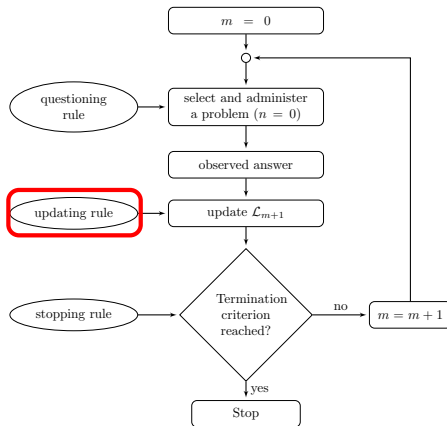 m = 0
questioning
rule
select and administer
a problem (n = 0)
observed answer
updating rule
update ℒₘ₊₁
stopping rule
Termination
criterion
reached?
no
m = m + 1
yes
Stop